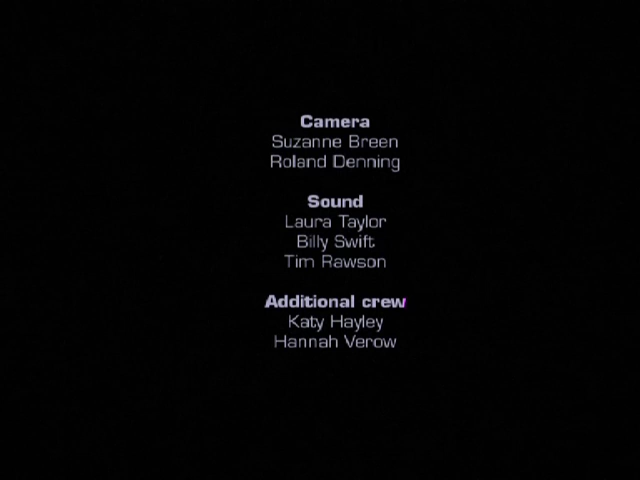 Camera
Suzanne Breen
Roland Denning
Sound
Laura Taylor
Billy Swift
Tim Rawson
Additional crew
Katy Hayley
Hannah Verow